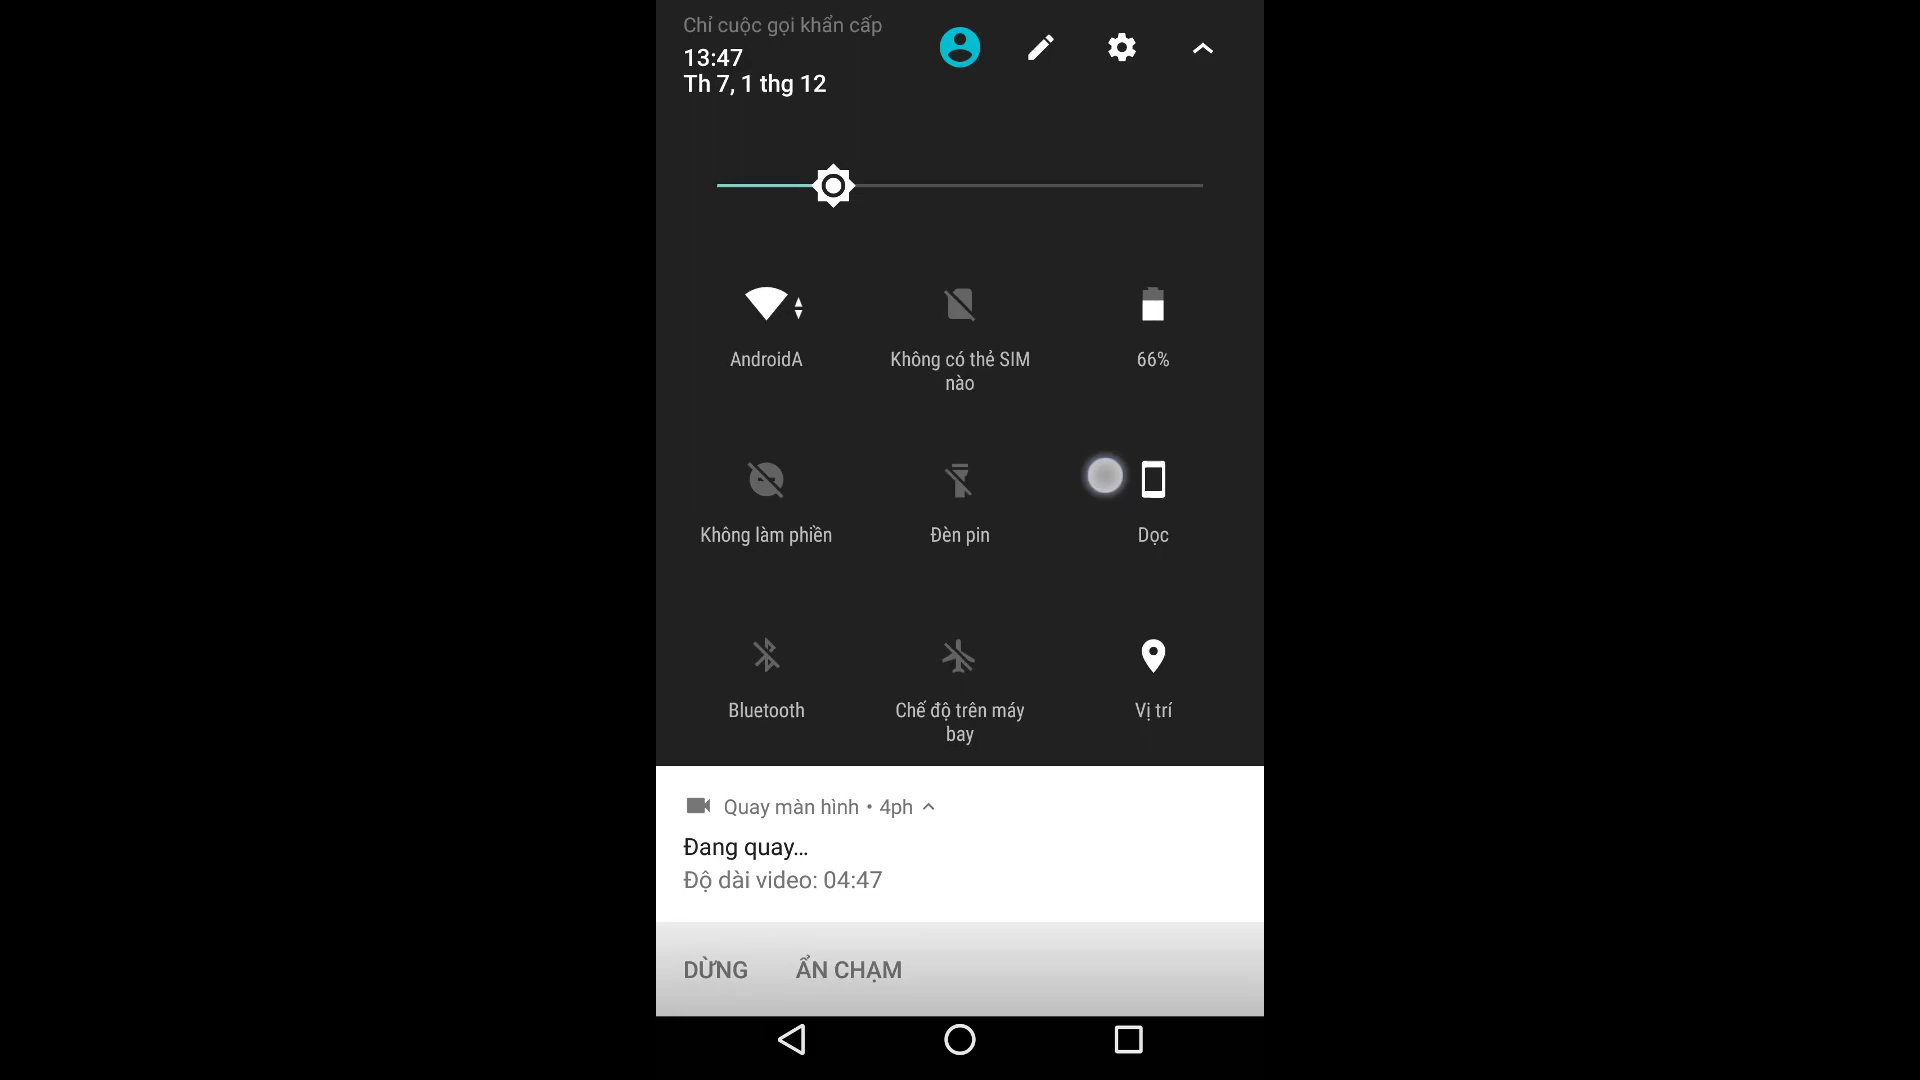 Chỉ cuộc gọi khẩn cấp
13:47
Th 7, 1 thg 12
AndroidA
Không có thẻ SIM
nào
66%
Không làm phiền
Đèn pin
Dọc
Bluetooth
Chế độ trên máy
bay
Vị trí
Quay màn hình • 4ph
Đang quay...
Độ dài video: 04:47
DỪNG
ẨN CHẠM